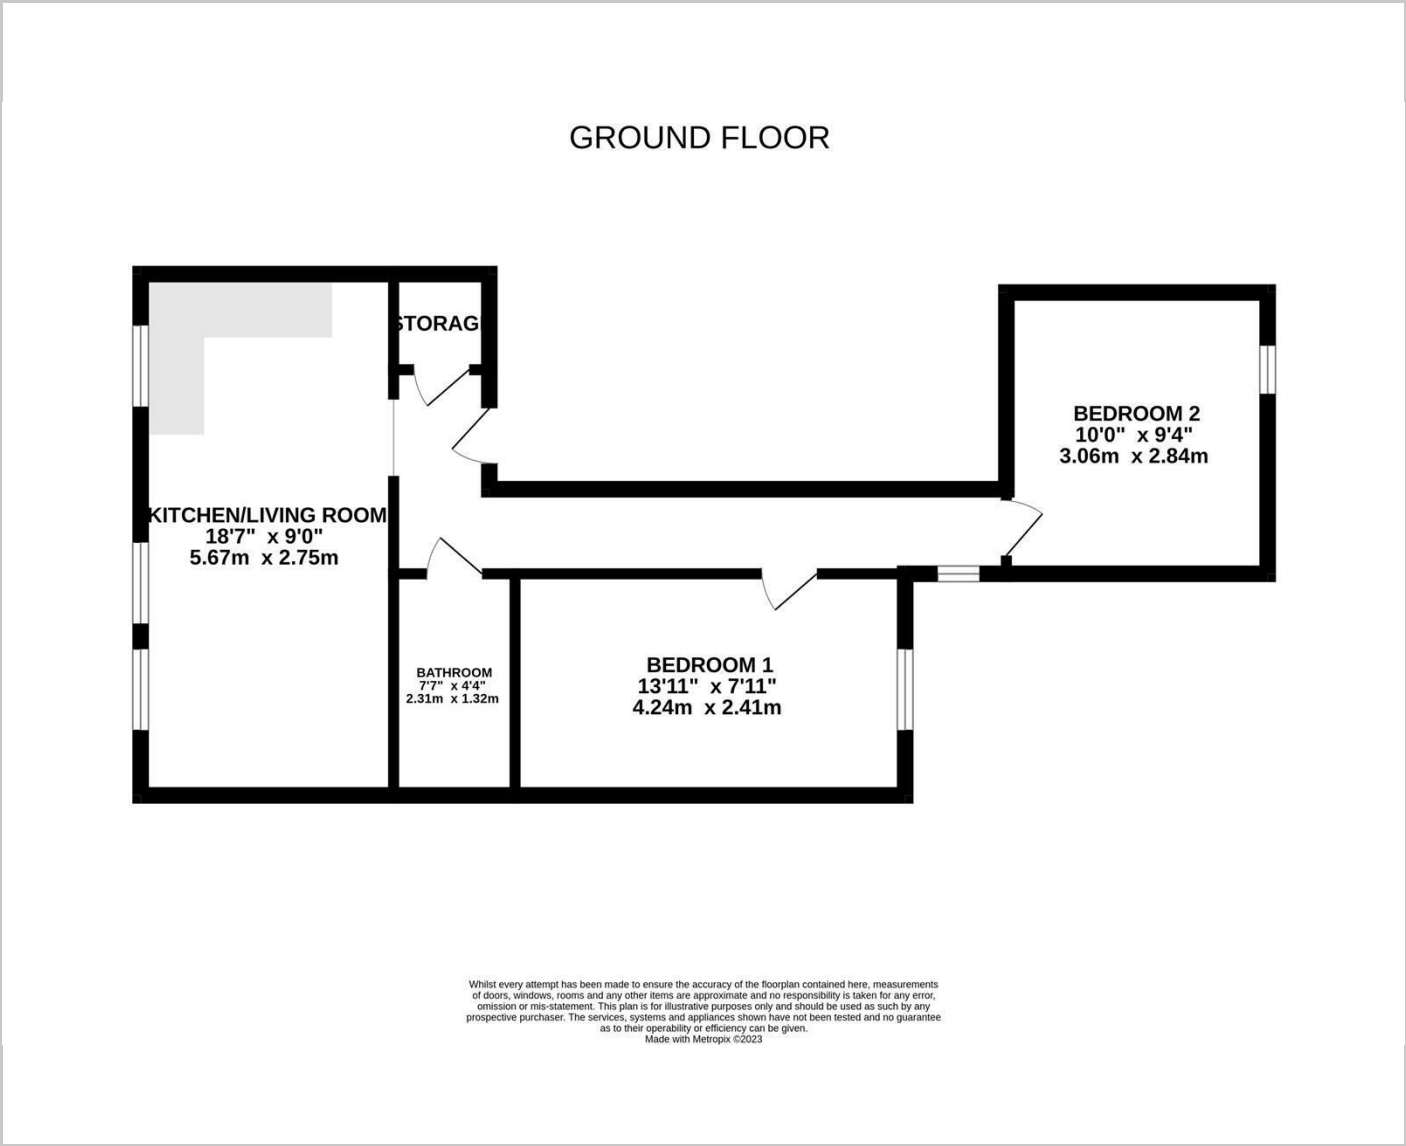 GROUND FLOOR
STORAG
BEDROOM 2
10'0" x 9'4"
3.06m x 2.84m
KITCHEN/LIVING ROOM
18'7" x 9'0"
5.67m x 2.75m
BATHROOM
7'7" x 4'4"
2.31m x 1.32m
BEDROOM 1
13'11" x 7'11"
4.24m x 2.41m
Whilst every attempt has been made to ensure the accuracy of the floorplan contained here, measurements
of doors, windows, rooms and any other items are approximate and no responsibility is taken for any error,
omission or mis-statement. This plan is for illustrative purposes only and should be used as such by any
prospective purchaser. The services, systems and appliances shown have not been tested and no guarantee
as to their operability or efficiency can be given.
Made with Metropix ©2023